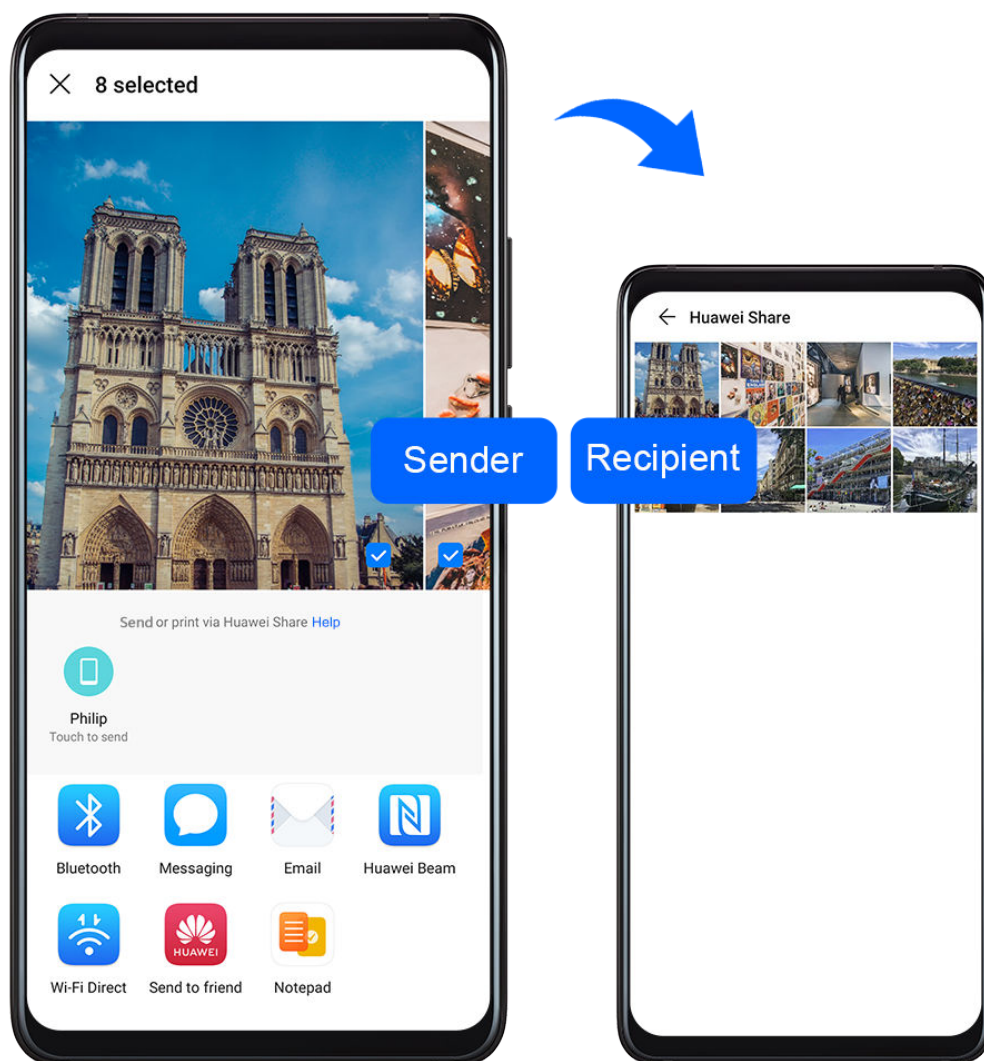 8 selected
Sender
Send or print via Huawei Share Help
Philip
Touch to send
Bluetooth
Messaging
Email
Huawei Beam
Wi-Fi Direct
HUAWEI
Send to friend
Notepad
Huawei Share
Recipient